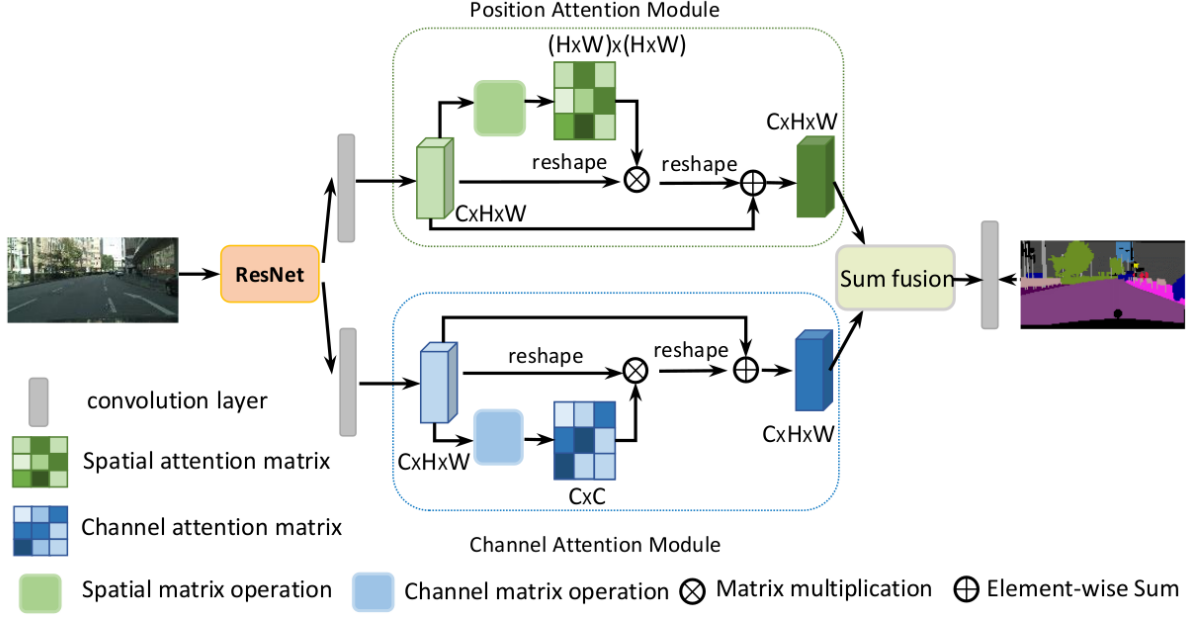 Position Attention Module
(HxW)x(HxW)
CxHxW
reshape
reshape
CxHxW
ResNet
Sum fusion
reshape
reshape
CxHxW
CxHxW
CxC
convolution layer
Spatial attention matrix
Channel attention matrix
Channel Attention Module
Spatial matrix operation
Channel matrix operation
Matrix multiplication
Element-wise Sum